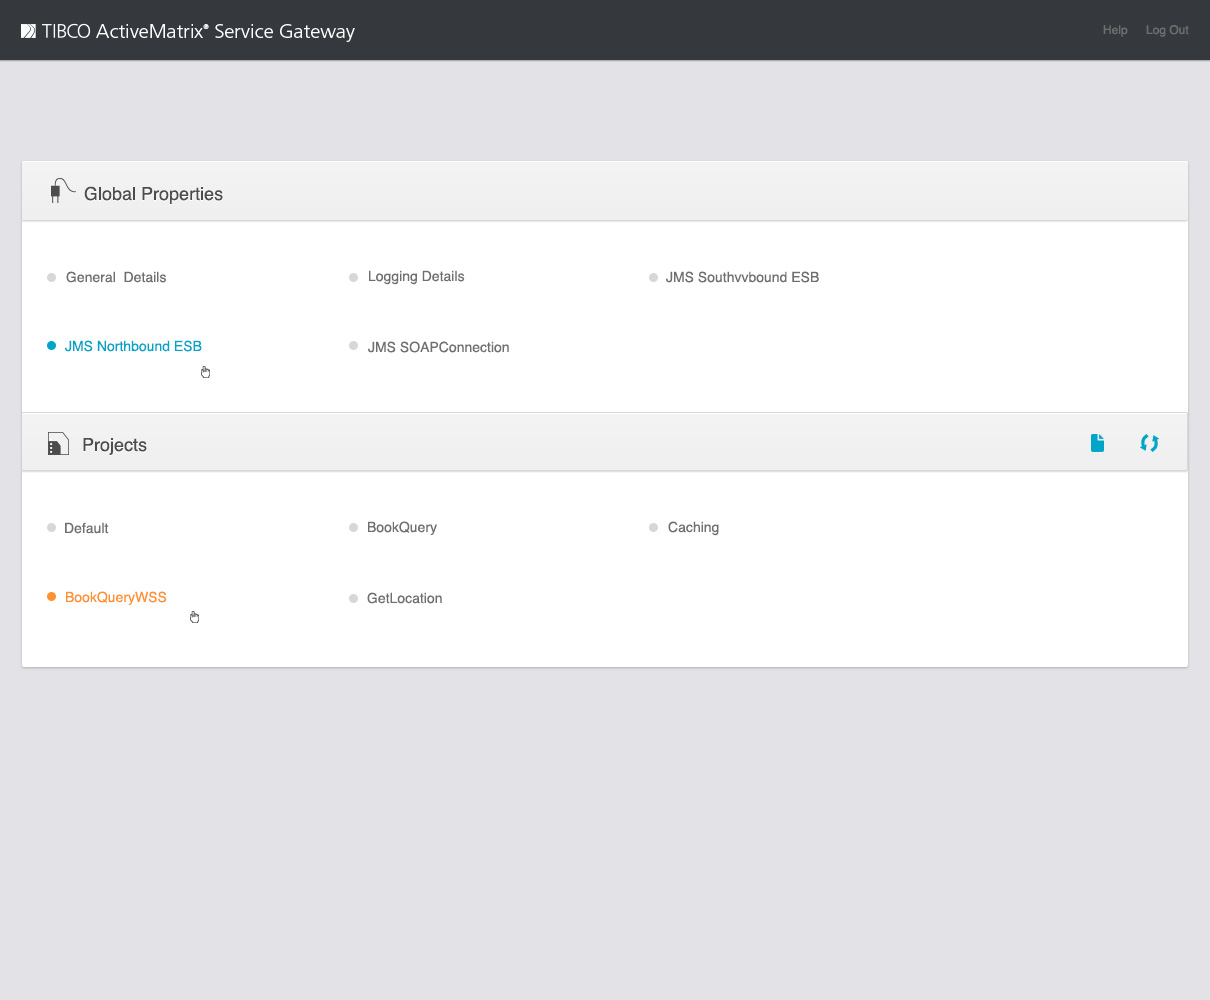 TIBCO ActiveMatrix® Service Gateway
Help
Log Out
Global Properties
General  Details
Logging Details
JMS Southvvbound ESB
JMS Northbound ESB
JMS SOAPConnection
Projects
Default
BookQuery
Caching
BookQueryWSS
GetLocation